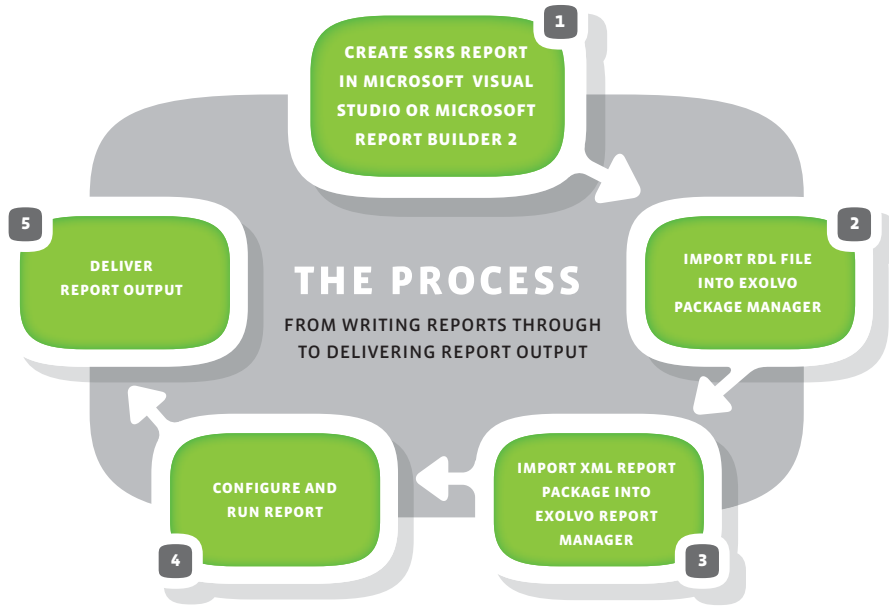 1
CREATE SSRS REPORT
IN MICROSOFT VISUAL
STUDIO OR MICROSOFT
REPORT BUILDER 2
2
IMPORT RDL FILE
INTO EXOLVO
PACKAGE MANAGER
3
IMPORT XML REPORT
PACKAGE INTO
EXOLVO REPORT
MANAGER
4
CONFIGURE AND
RUN REPORT
5
DELIVER
REPORT OUTPUT
THE PROCESS
FROM WRITING REPORTS THROUGH
TO DELIVERING REPORT OUTPUT